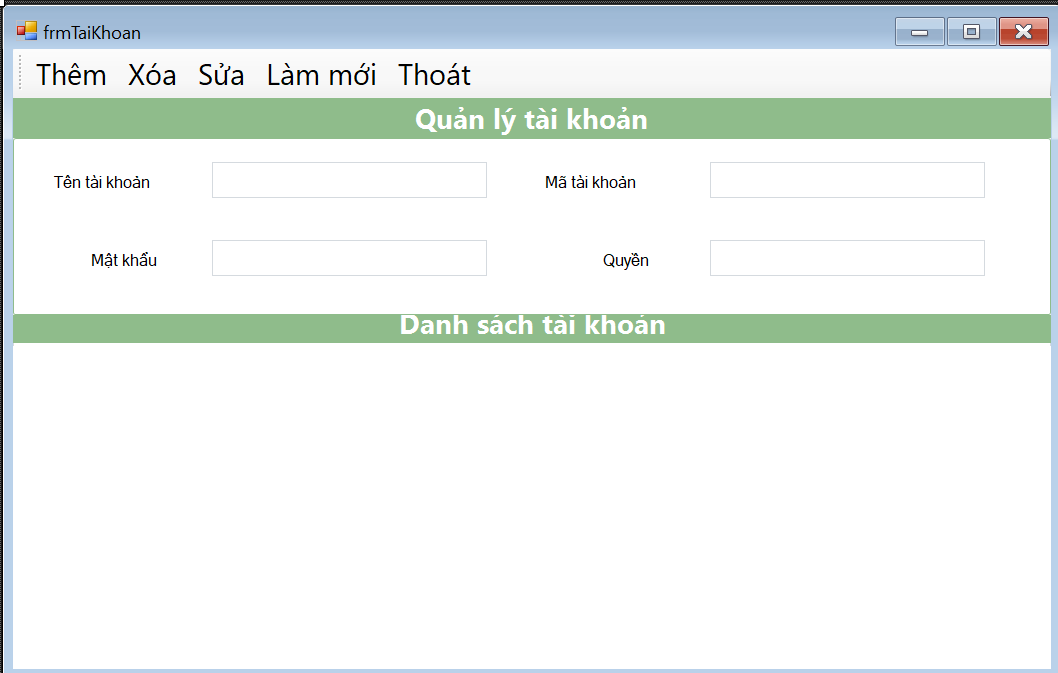 frmTaiKhoan
Thêm Xóa Sửa Làm mới Thoát
Quản lý tài khoản
Tên tài khoản Mã tài khoản
Mật khẩu Quyền
Danh sách tài khoản